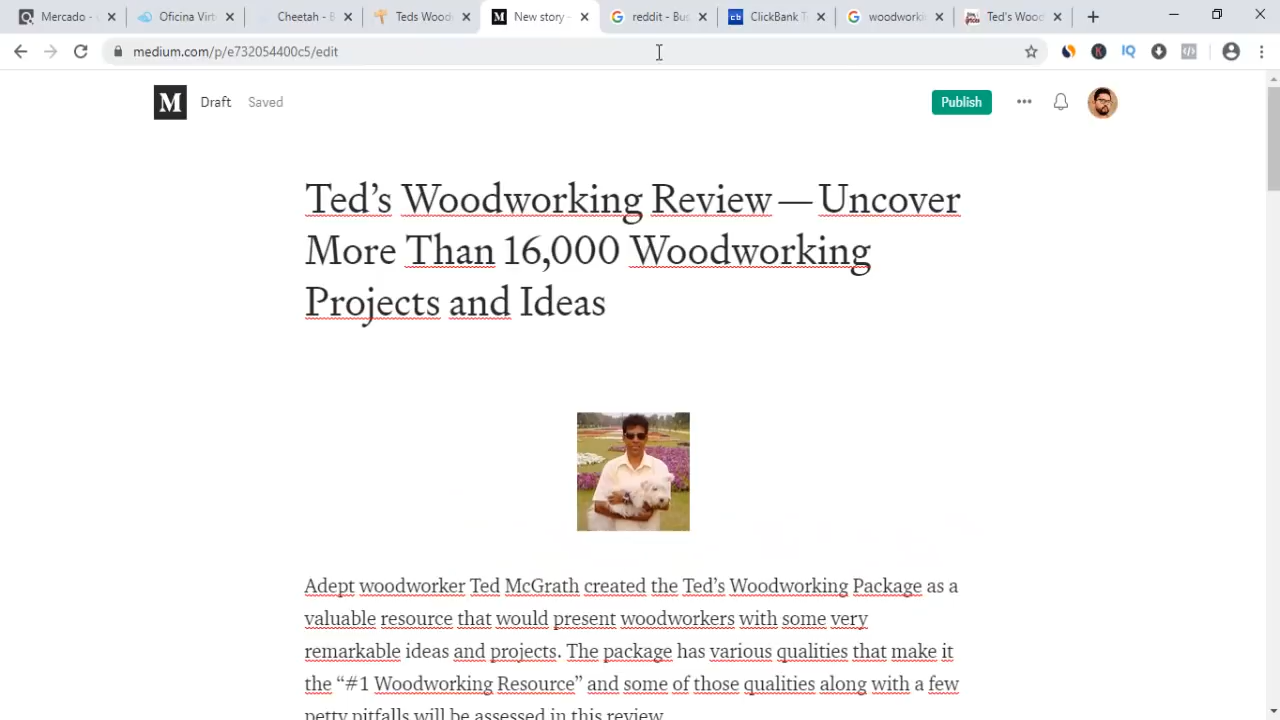 Mercado -
Oficina Virt
Cheetah - B
Teds Wood
New story -
reddit - Bus
ClickBank T
woodworki
Ted's Wood
medium.com/p/e732054400c5/edit
M Draft Saved
Publish
Ted's Woodworking Review — Uncover
More Than 16,000 Woodworking
Projects and Ideas
Adept woodworker Ted McGrath created the Ted's Woodworking Package as a
valuable resource that would present woodworkers with some very
remarkable ideas and projects. The package has various qualities that make it
the “#1 Woodworking Resource” and some of those qualities along with a few
petty pitfalls will be assessed in this review.